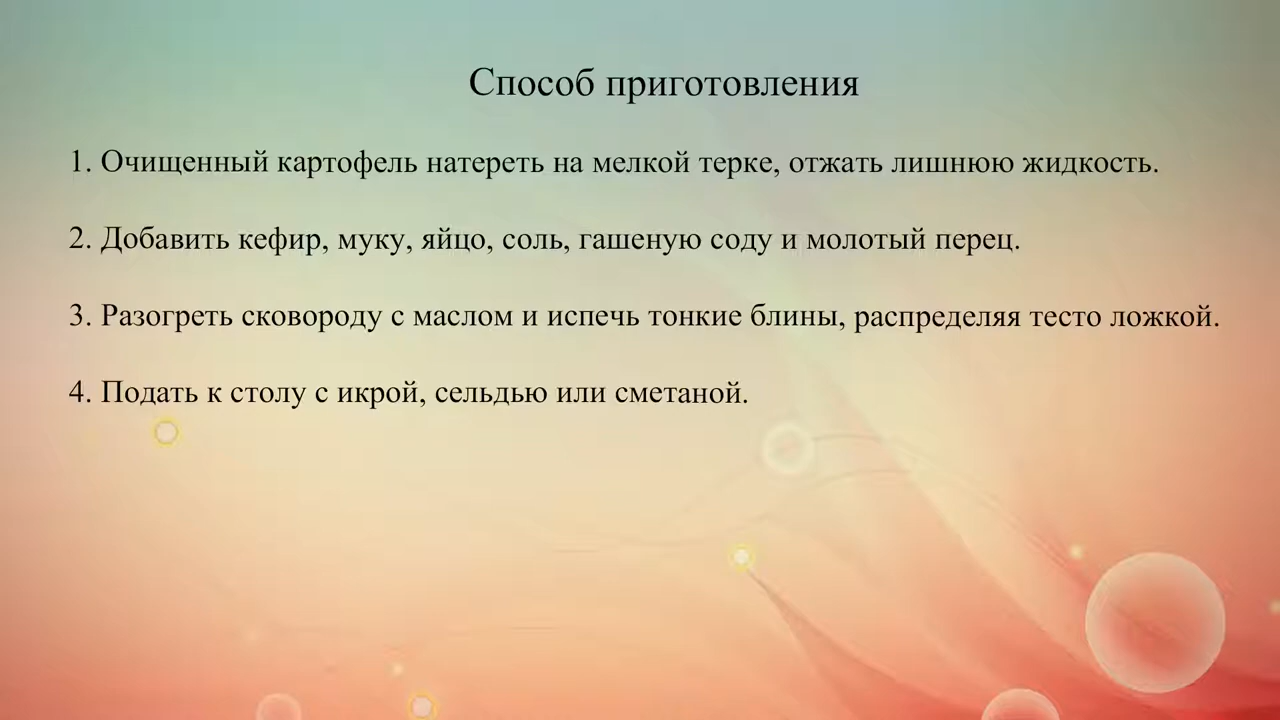 Способ приготовления
1. Очищенный картофель натереть на мелкой терке, отжать лишнюю жидкость.
2. Добавить кефир, муку, яйцо, соль, гашеную соду и молотый перец.
3. Разогреть сковороду с маслом и испечь тонкие блины, распределяя тесто ложкой.
4. Подать к столу с икрой, сельдью или сметаной.